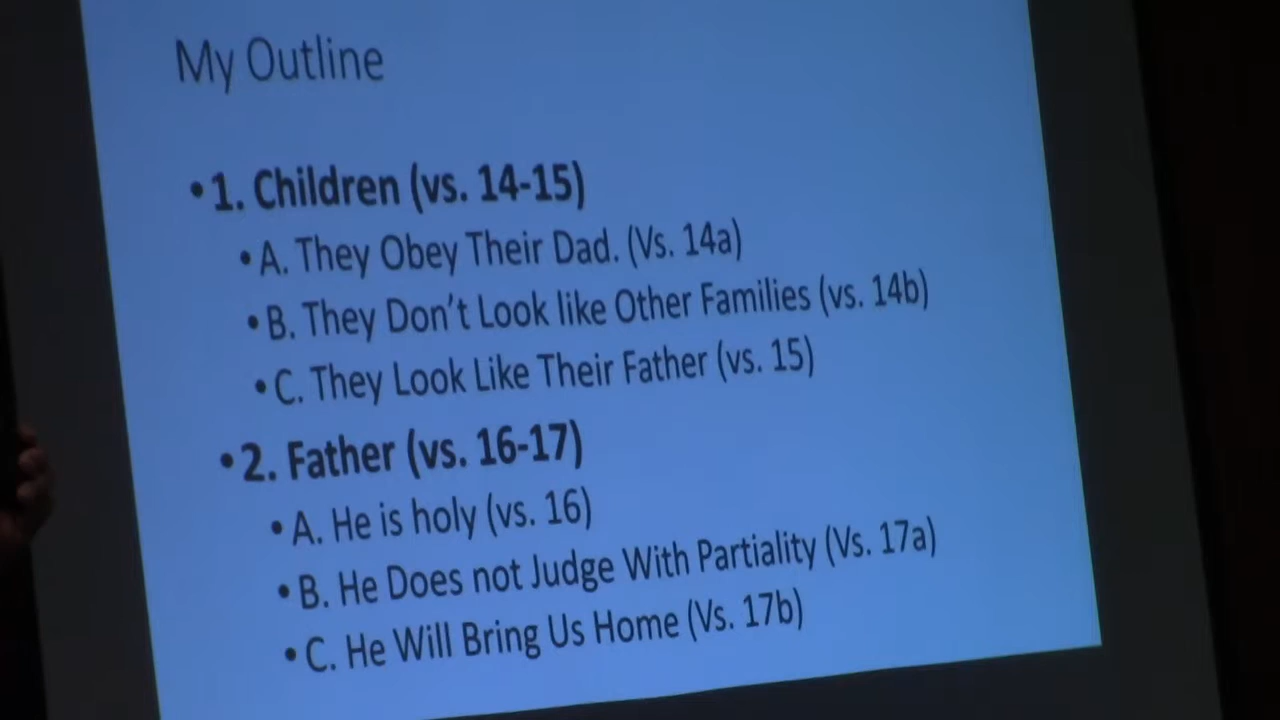 My Outline
•1. Children (vs. 14-15)
•A. They Obey Their Dad. (Vs. 14a)
•B. They Don't Look like Other Families (vs. 14b)
•C. They Look Like Their Father (vs. 15)
•2. Father (vs. 16-17)
•A. He is holy (vs. 16)
•B. He Does not Judge With Partiality (Vs. 17a)
•C. He Will Bring Us Home (Vs. 17b)